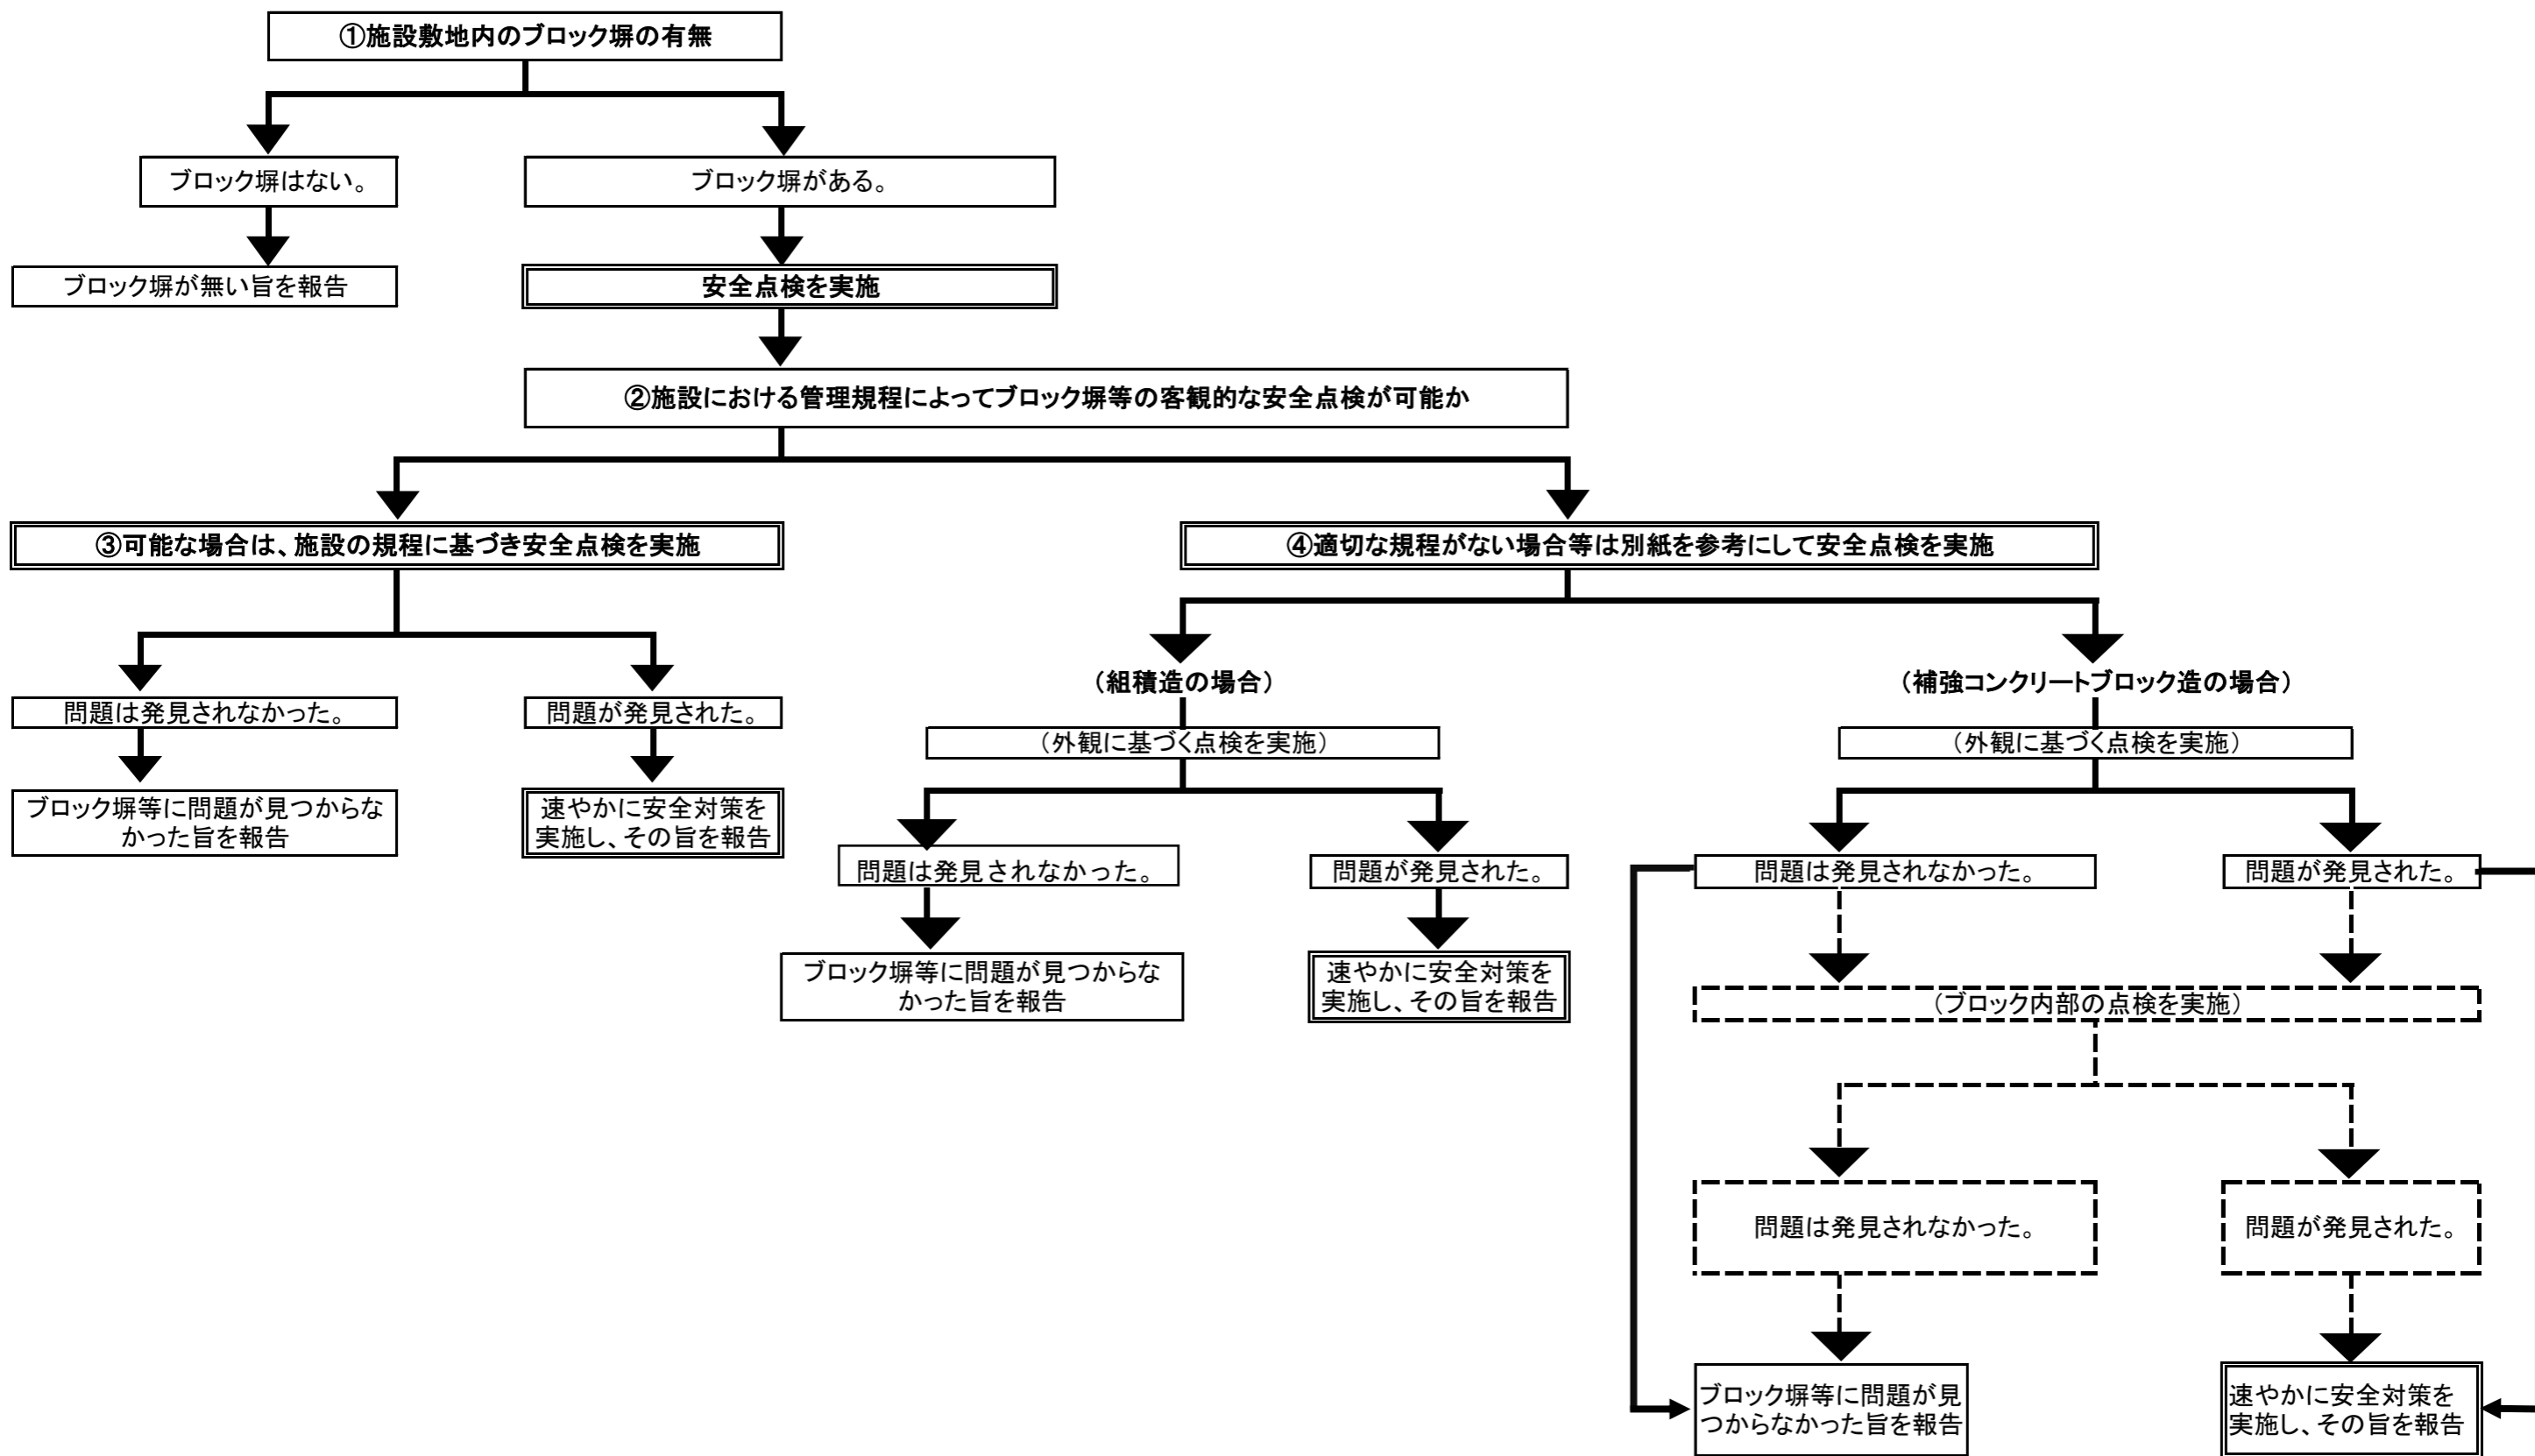 ①施設敷地内のブロック塀の有無
ブロック塀はない。
ブロック塀がある。
ブロック塀が無い旨を報告
安全点検を実施
②施設における管理規程によってブロック塀等の客観的な安全点検が可能か
③可能な場合は、施設の規程に基づき安全点検を実施
④適切な規程がない場合等は別紙を参考にして安全点検を実施
問題は発見されなかった。
問題が発見された。
ブロック塀等に問題が見つからな
かった旨を報告
速やかに安全対策を
実施し、その旨を報告
（組積造の場合）
（外観に基づく点検を実施）
問題は発見されなかった。
問題が発見された。
ブロック塀等に問題が見つからな
かった旨を報告
速やかに安全対策を
実施し、その旨を報告
（補強コンクリートブロック造の場合）
（外観に基づく点検を実施）
問題は発見されなかった。
問題が発見された。
（ブロック内部の点検を実施）
問題は発見されなかった。
問題が発見された。
ブロック塀等に問題が見
つからなかった旨を報告
速やかに安全対策を
実施し、その旨を報告